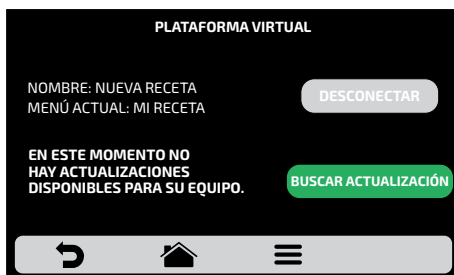 PLATAFORMA VIRTUAL
NOMBRE: NUEVA RECETA
MENÚ ACTUAL: MI RECETA
DESCONECTAR
EN ESTE MOMENTO NO
HAY ACTUALIZACIONES
DISPONIBLES PARA SU EQUIPO.
BUSCAR ACTUALIZACIÓN